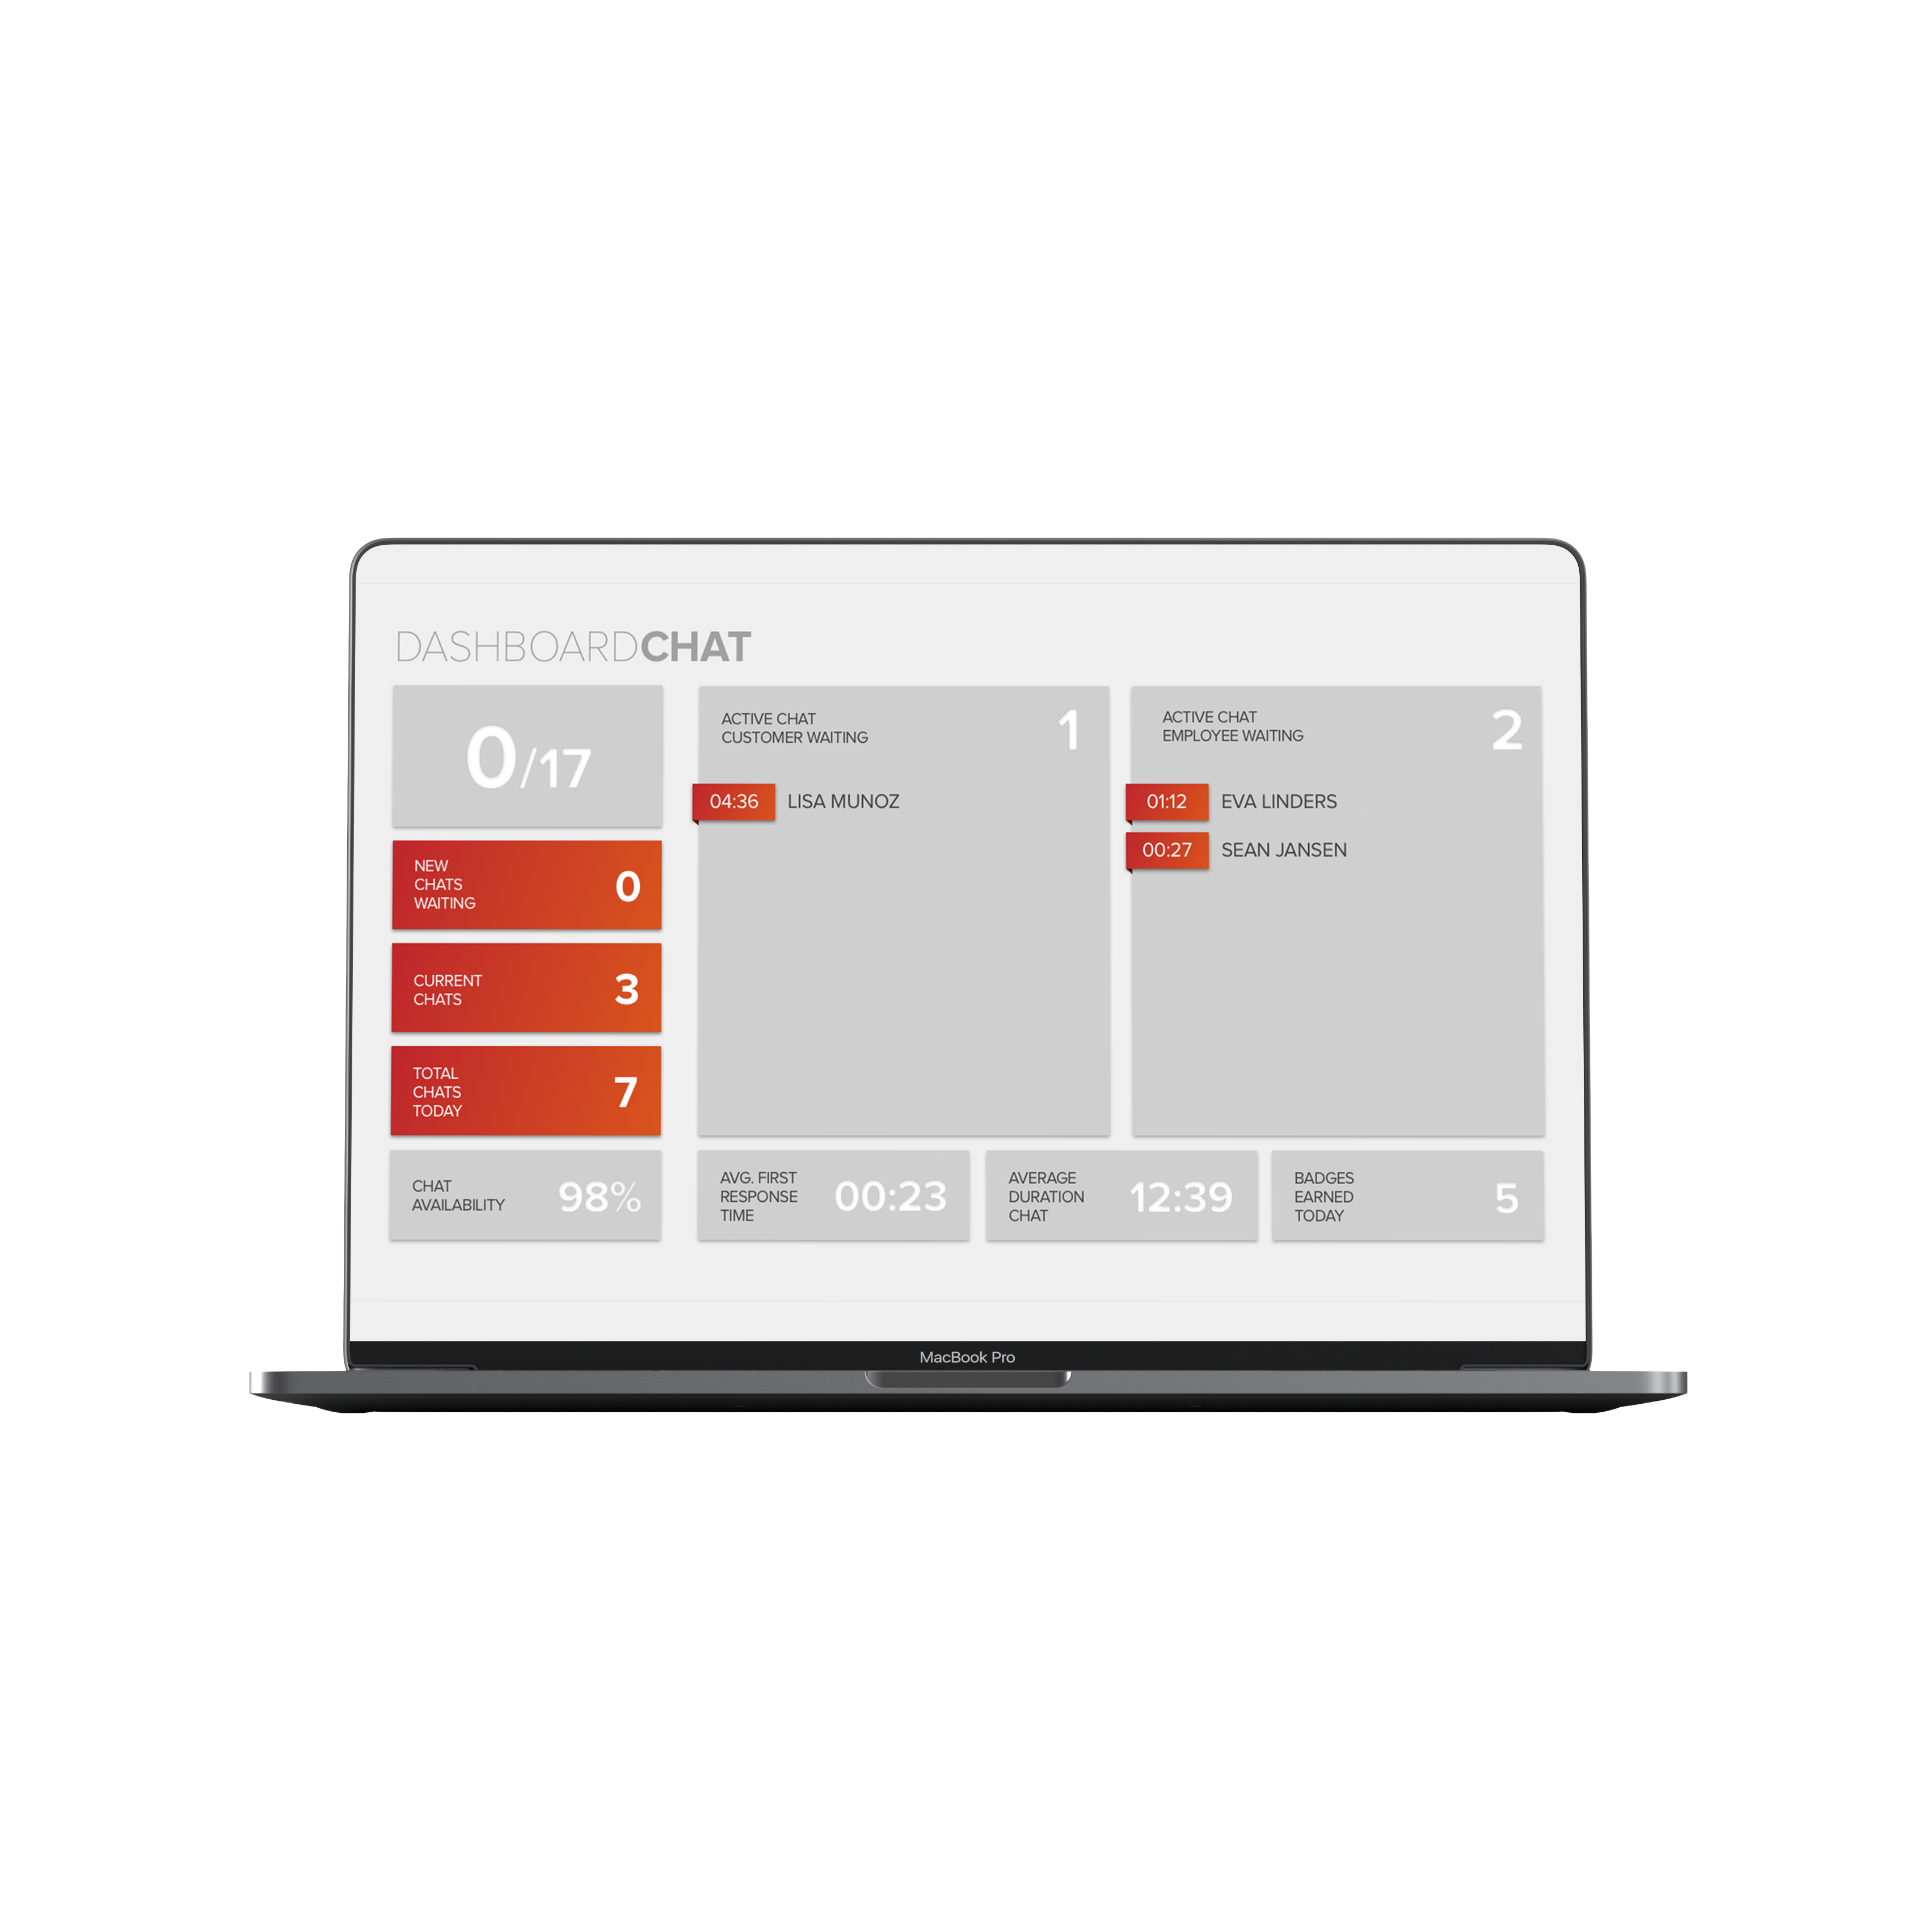 DASHBOARDCHAT
0/17
NEW
CHATS
WAITING
0
CURRENT
CHATS
3
TOTAL
CHATS
TODAY
7
CHAT
AVAILABILITY
98%
ACTIVE CHAT
CUSTOMER WAITING
1
04:36 LISA MUNOZ
ACTIVE CHAT
EMPLOYEE WAITING
2
01:12 EVA LINDERS
00:27 SEAN JANSEN
AVG. FIRST
RESPONSE
TIME
00:23
AVERAGE
DURATION
CHAT
12:39
BADGES
EARNED
TODAY
5
MacBook Pro